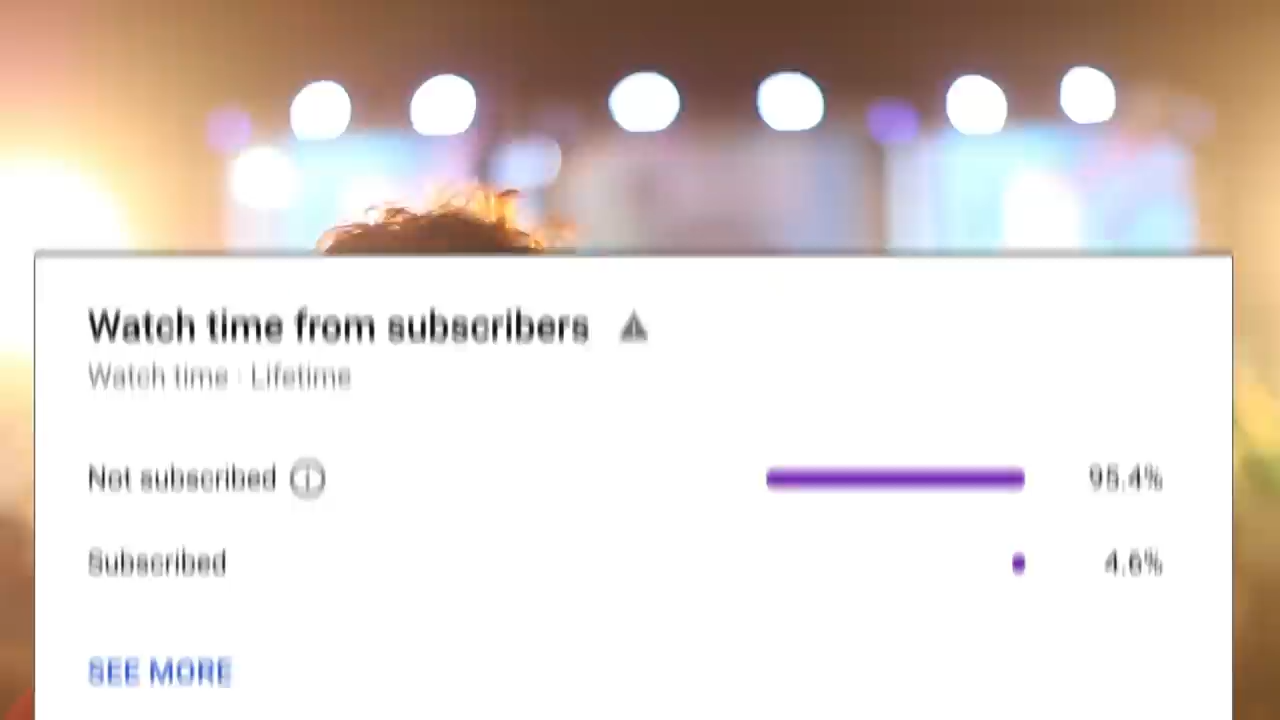 Watch time from subscribers
Watch time · Lifetime
Not subscribed
95.4%
Subscribed
4.6%
SEE MORE